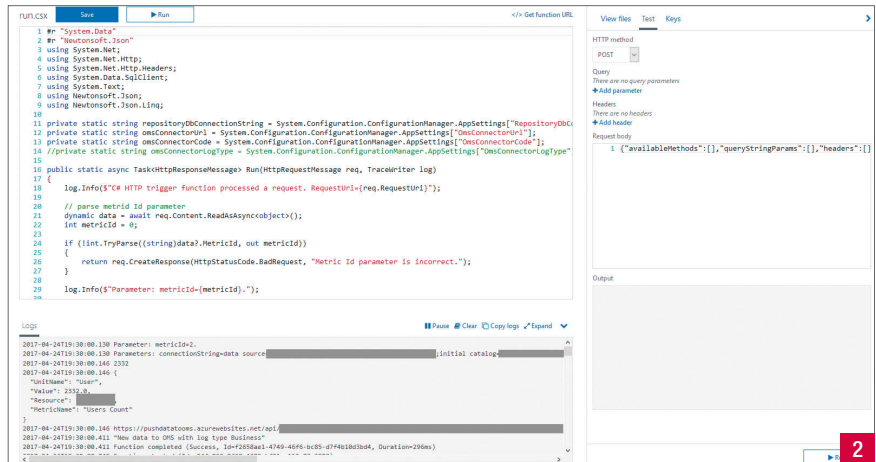 run.csx Save Run </> Get function URL
1 #r "System.Data"
2 #r "Newtonsoft.Json"
3 using System.Net;
4 using System.Net.Http;
5 using System.Net.Http.Headers;
6 using System.Data.SqlClient;
7 using System.Text;
8 using Newtonsoft.Json;
9 using Newtonsoft.Json.Linq;
10
11 private static string repositoryDbConnectionString = System.Configuration.ConfigurationManager.AppSettings["RepositoryDbC
12 private static string omsConnectorUrl = System.Configuration.ConfigurationManager.AppSettings["OmsConnectorUrl"];
13 private static string omsConnectorCode = System.Configuration.ConfigurationManager.AppSettings["OmsConnectorCode"];
14 //private static string omsConnectorLogType = System.Configuration.ConfigurationManager.AppSettings["OmsConnectorLogType"
15
16 public static async Task<HttpResponseMessage> Run(HttpRequestMessage req, TraceWriter log)
17 {
18 log.Info($"C# HTTP trigger function processed a request. RequestUri={req.RequestUri}");
19
20 // parse metrid Id parameter
21 dynamic data = await req.Content.ReadAsAsync<object>();
22 int metricId = 0;
23
24 if (!int.TryParse((string)data?.MetricId, out metricId))
25 {
26 return req.CreateResponse(HttpStatusCode.BadRequest, "Metric Id parameter is incorrect.");
27 }
28
29 log.Info($"Parameter: metricId={metricId}.");
30
Logs Pause Clear Copy logs Expand
2017-04-24T19:30:00.130 Parameter: metricId=2.
2017-04-24T19:30:00.130 Parameters: connectionString=data source= ;initial catalog=
2017-04-24T19:30:00.146 2332
2017-04-24T19:30:00.146 {
"UnitName": "User",
"Value": 2332.0,
"Resource":
"MetricName": "Users Count"
}
2017-04-24T19:30:00.146 https://pushdatatooms.azurewebsites.net/api/
2017-04-24T19:30:00.411 "New data to OMS with log type Business"
2017-04-24T19:30:00.411 Function completed (Success, Id=f2658ae1-4749-46f6-bc85-d7f4b10d3bd4, Duration=296ms)
View files Test Keys
HTTP method
POST
Query
There are no query parameters
Add parameter
Headers
There are no headers
Add header
Request body
1 {"availableMethods":[],"queryStringParams":[],"headers":[]
Output
2